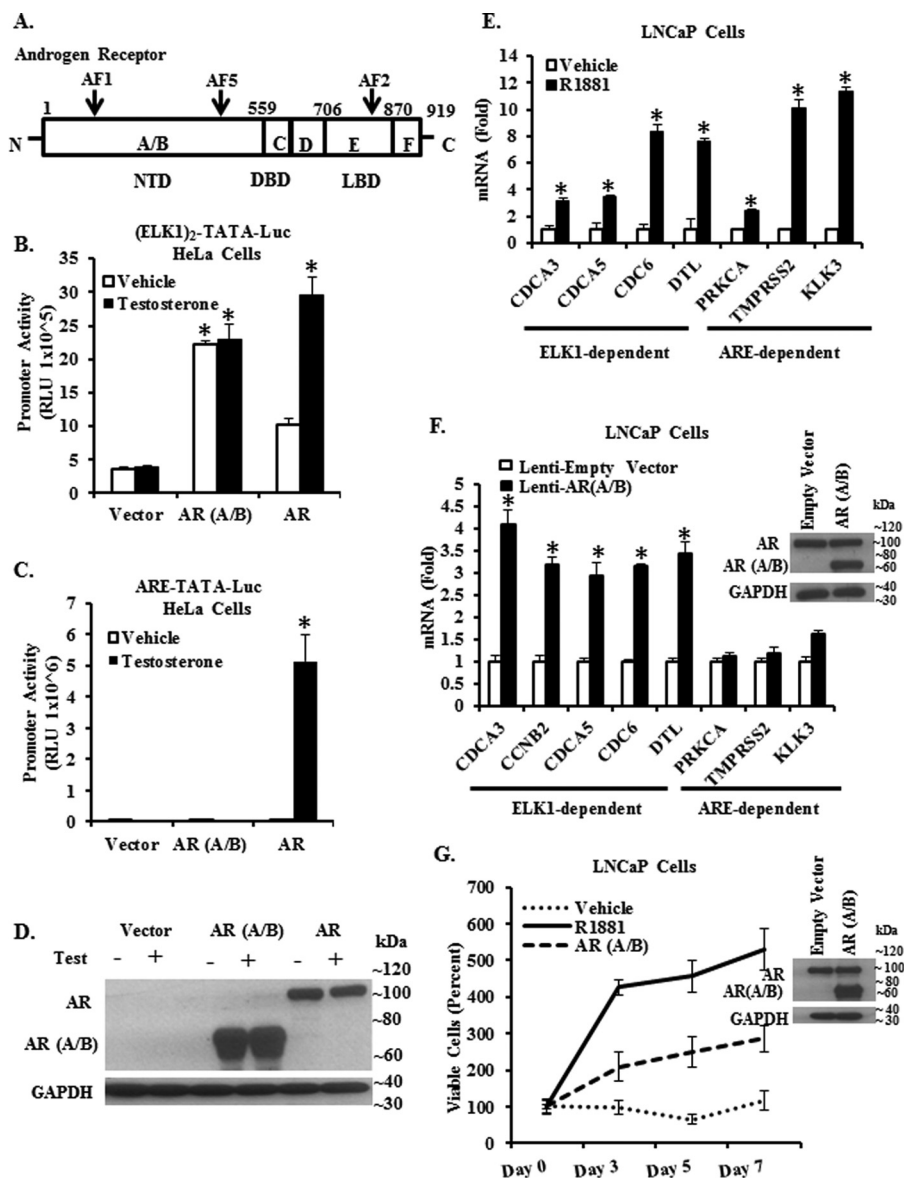 A.
Androgen Receptor
AF1 AF5 AF2
1 559 706 870 919
N A/B C D E F C
NTD DBD LBD
B.
(ELK1)2-TATA-Luc
HeLa Cells
Vehicle
Testosterone
Promoter Activity
(RLU 1x10^5)
35
30
25
20
15
10
5
0
* * *
Vector AR (A/B) AR
C.
ARE-TATA-Luc
HeLa Cells
Vehicle
Testosterone
Promoter Activity
(RLU 1x10^6)
7
6
5
4
3
2
1
0
*
Vector AR (A/B) AR
D.
Vector AR (A/B) AR kDa
Test - + - + - +
~120
AR ~100
~80
AR (A/B) ~60
GAPDH ~40
~30
E.
LNCaP Cells
Vehicle
R1881
mRNA (Fold)
14
12
10
8
6
4
2
0
* * * * * * *
CDCA3 CDCA5 CDC6 DTL PRKCA TMPRSS2 KLK3
ELK1-dependent ARE-dependent
F.
LNCaP Cells
Lenti-Empty Vector
Lenti-AR(A/B)
mRNA (Fold)
5
4.5
4
3.5
3
2.5
2
1.5
1
0.5
0
* * * * *
CDCA3 CCNB2 CDCA5 CDC6 DTL PRKCA TMPRSS2 KLK3
ELK1-dependent ARE-dependent
Empty Vector
AR (A/B)
kDa
~120
AR ~100
~80
AR (A/B) ~60
GAPDH ~40
~30
G.
LNCaP Cells
Vehicle
R1881
AR (A/B)
Viable Cells (Percent)
700
600
500
400
300
200
100
0
Day 0 Day 3 Day 5 Day 7
Empty Vector
AR (A/B)
kDa
~120
AR ~100
~80
AR(A/B) ~60
GAPDH ~40
~30